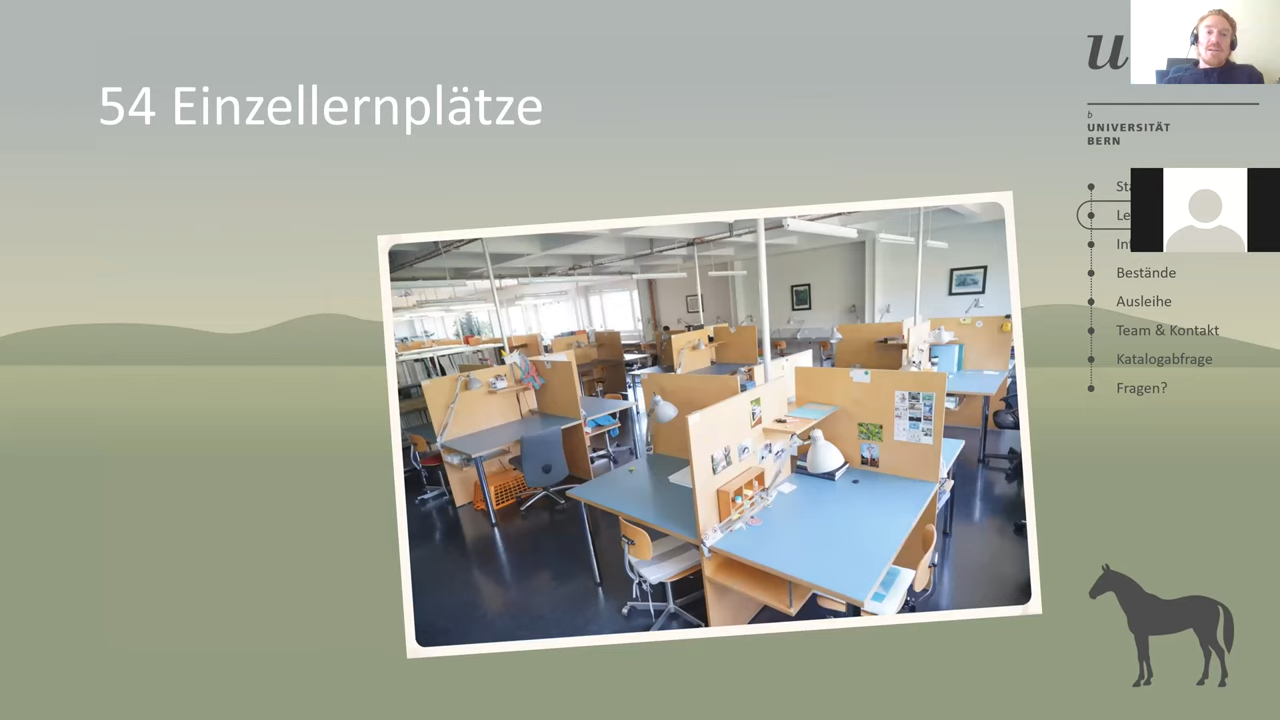 54 Einzellernplätze
u
b
UNIVERSITÄT
BERN
Bestände
Ausleihe
Team & Kontakt
Katalogabfrage
Fragen?